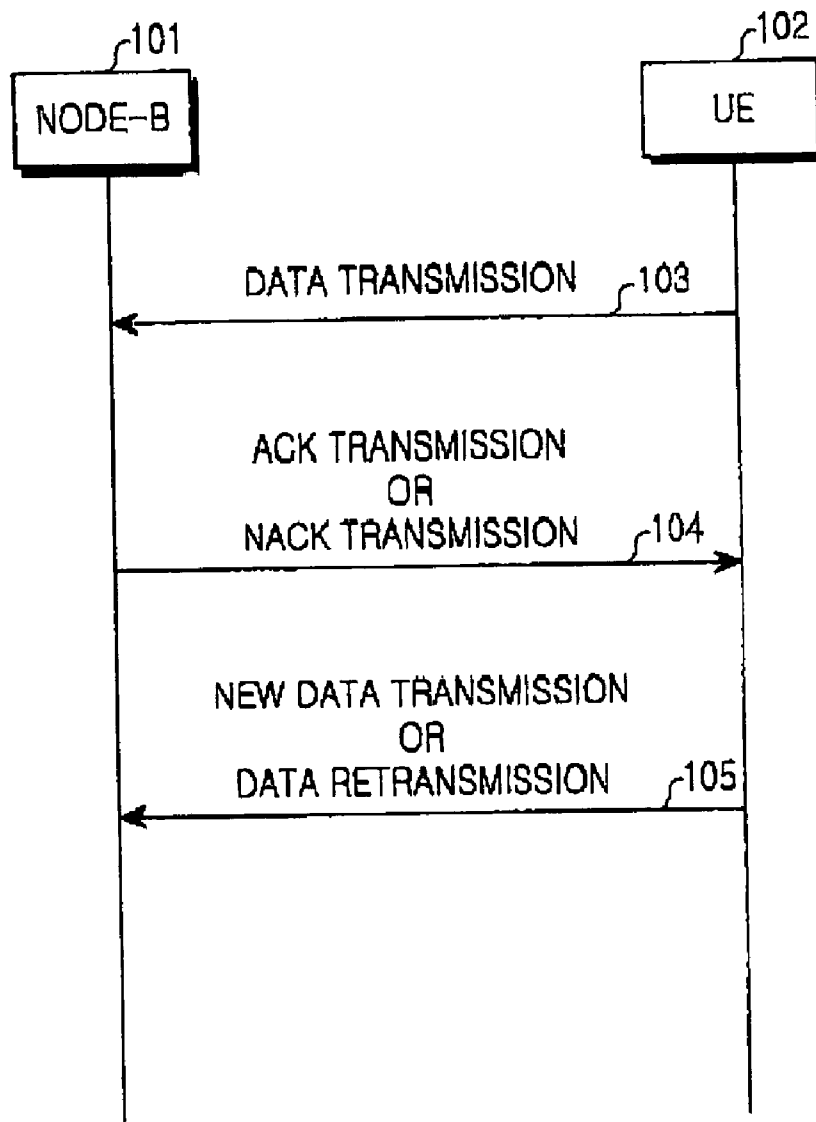 101
102
NODE-B
UE
DATA TRANSMISSION
103
ACK TRANSMISSION
OR
NACK TRANSMISSION
104
NEW DATA TRANSMISSION
OR
DATA RETRANSMISSION
105